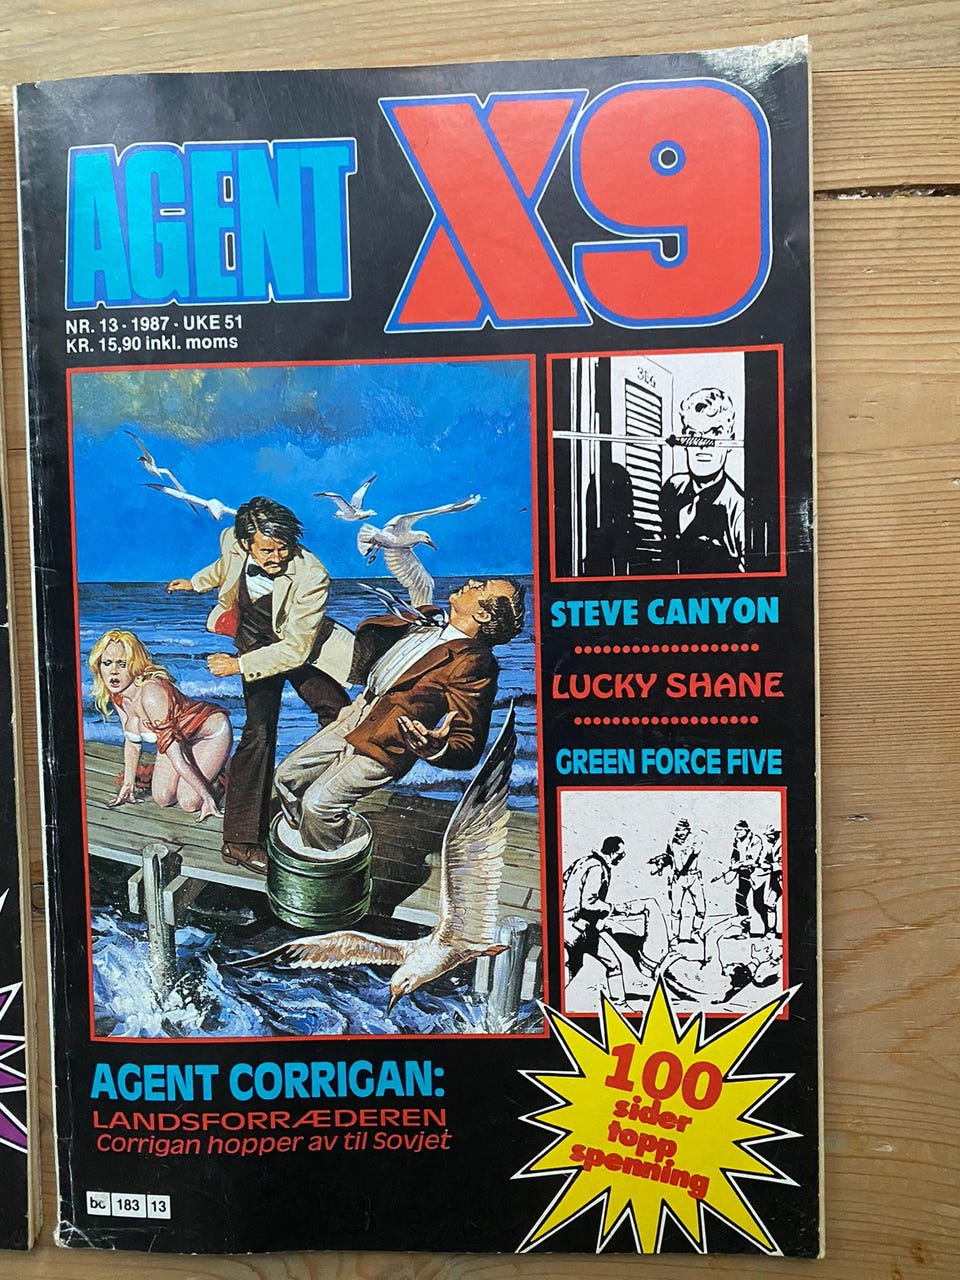 AGENT X9
NR. 13 - 1987 - UKE 51
KR. 15,90 inkl. moms
STEVE CANYON
LUCKY SHANE
GREEN FORCE FIVE
AGENT CORRIGAN:
LANDSFORRÆDEREN
Corrigan hopper av til Sovjet
100
sider
topp
spenning
bc 183 13